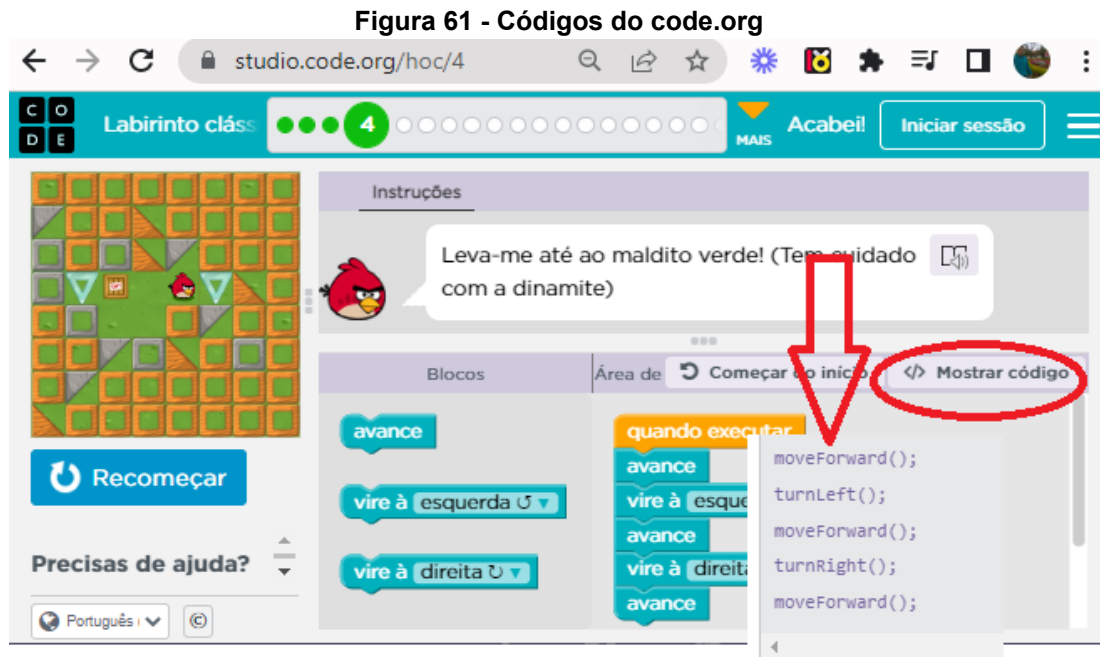 Figura 61 - Códigos do code.org
studio.code.org/hoc/4
C O
D E
Labirinto cláss
4
MAIS
Acabei!
Iniciar sessão
Instruções
Leva-me até ao maldito verde! (Tem cuidado
com a dinamite)
Blocos
Área de
Começar do início
</> Mostrar código
avance
vire à esquerda
vire à direita
quando executar
avance
vire à esque
avance
vire à direita
avance
moveForward();
turnLeft();
moveForward();
turnRight();
moveForward();
Recomeçar
Precisas de ajuda?
Português
©